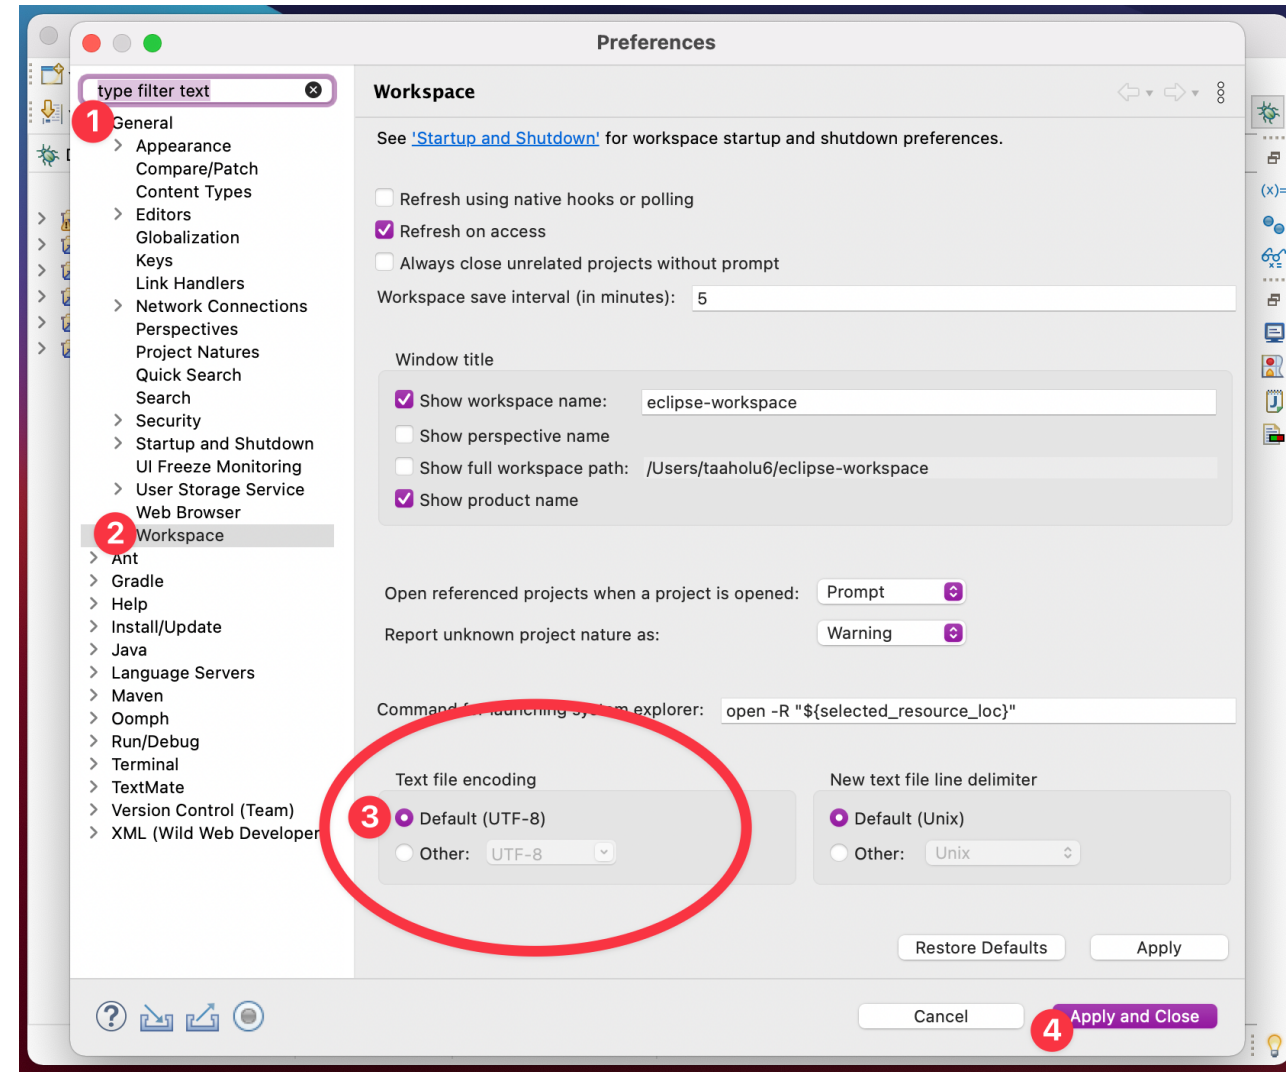 Preferences
type filter text
1
General
Appearance
Compare/Patch
Content Types
Editors
Globalization
Keys
Link Handlers
Network Connections
Perspectives
Project Natures
Quick Search
Search
Security
Startup and Shutdown
UI Freeze Monitoring
User Storage Service
Web Browser
2
Workspace
Ant
Gradle
Help
Install/Update
Java
Language Servers
Maven
Oomph
Run/Debug
Terminal
TextMate
Version Control (Team)
XML (Wild Web Developer
Workspace
See 'Startup and Shutdown' for workspace startup and shutdown preferences.
Refresh using native hooks or polling
Refresh on access
Always close unrelated projects without prompt
Workspace save interval (in minutes): 5
Window title
Show workspace name: eclipse-workspace
Show perspective name
Show full workspace path: /Users/taaholu6/eclipse-workspace
Show product name
Open referenced projects when a project is opened: Prompt
Report unknown project nature as: Warning
Command for launching system explorer: open -R "${selected_resource_loc}"
Text file encoding
3 Default (UTF-8)
Other: UTF-8
New text file line delimiter
Default (Unix)
Other: Unix
Restore Defaults
Apply
Cancel
4 Apply and Close
(x)=